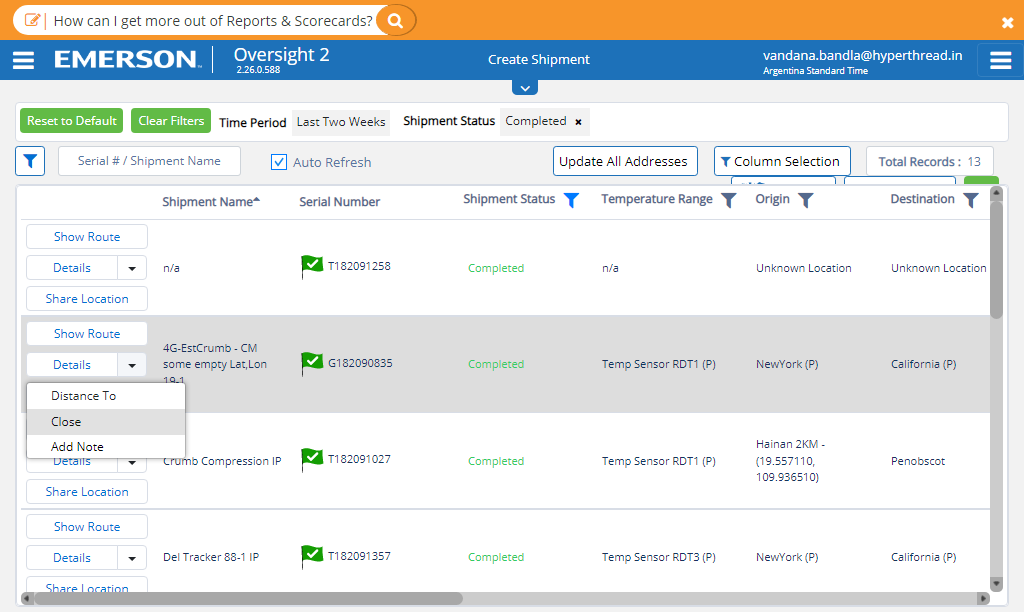 How can I get more out of Reports & Scorecards?
EMERSON
Oversight 2
2.26.0.588
Create Shipment
vandana.bandla@hyperthread.in
Argentina Standard Time
Reset to Default
Clear Filters
Time Period
Last Two Weeks
Shipment Status
Completed ×
Serial # / Shipment Name
Auto Refresh
Update All Addresses
Column Selection
Total Records : 13
Shipment Name
Serial Number
Shipment Status
Temperature Range
Origin
Destination
Show Route
Details
Share Location
n/a
T182091258
Completed
n/a
Unknown Location
Unknown Location
Show Route
Details
4G-EstCrumb - CM
some empty Lat,Lon
19-1
G182090835
Completed
Temp Sensor RDT1 (P)
NewYork (P)
California (P)
Distance To
Close
Add Note
Details
Share Location
Crumb Compression IP
T182091027
Completed
Temp Sensor RDT1 (P)
Hainan 2KM -
(19.557110,
109.936510)
Penobscot
Show Route
Details
Share Location
Del Tracker 88-1 IP
T182091357
Completed
Temp Sensor RDT3 (P)
NewYork (P)
California (P)